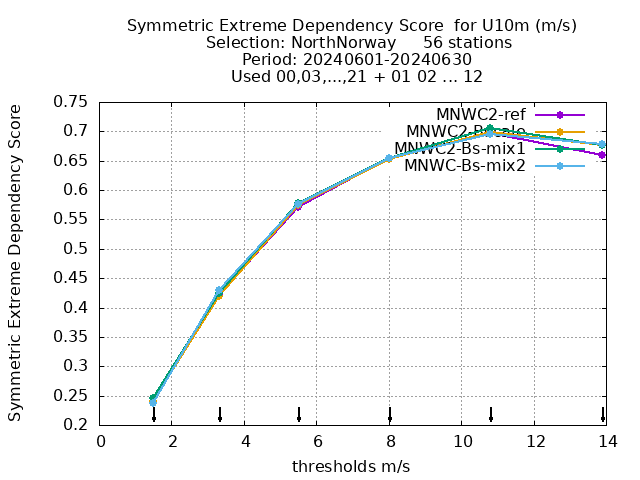 Symmetric Extreme Dependency Score for U10m (m/s)
Selection: NorthNorway 56 stations
Period: 20240601-20240630
Used 00,03,...,21 + 01 02 ... 12
Symmetric Extreme Dependency Score
0.75
0.7
0.65
0.6
0.55
0.5
0.45
0.4
0.35
0.3
0.25
0.2
MNWC2-ref
MNWC2-Bs-mix1
MNWC-Bs-mix2
0 2 4 6 8 10 12 14
thresholds m/s